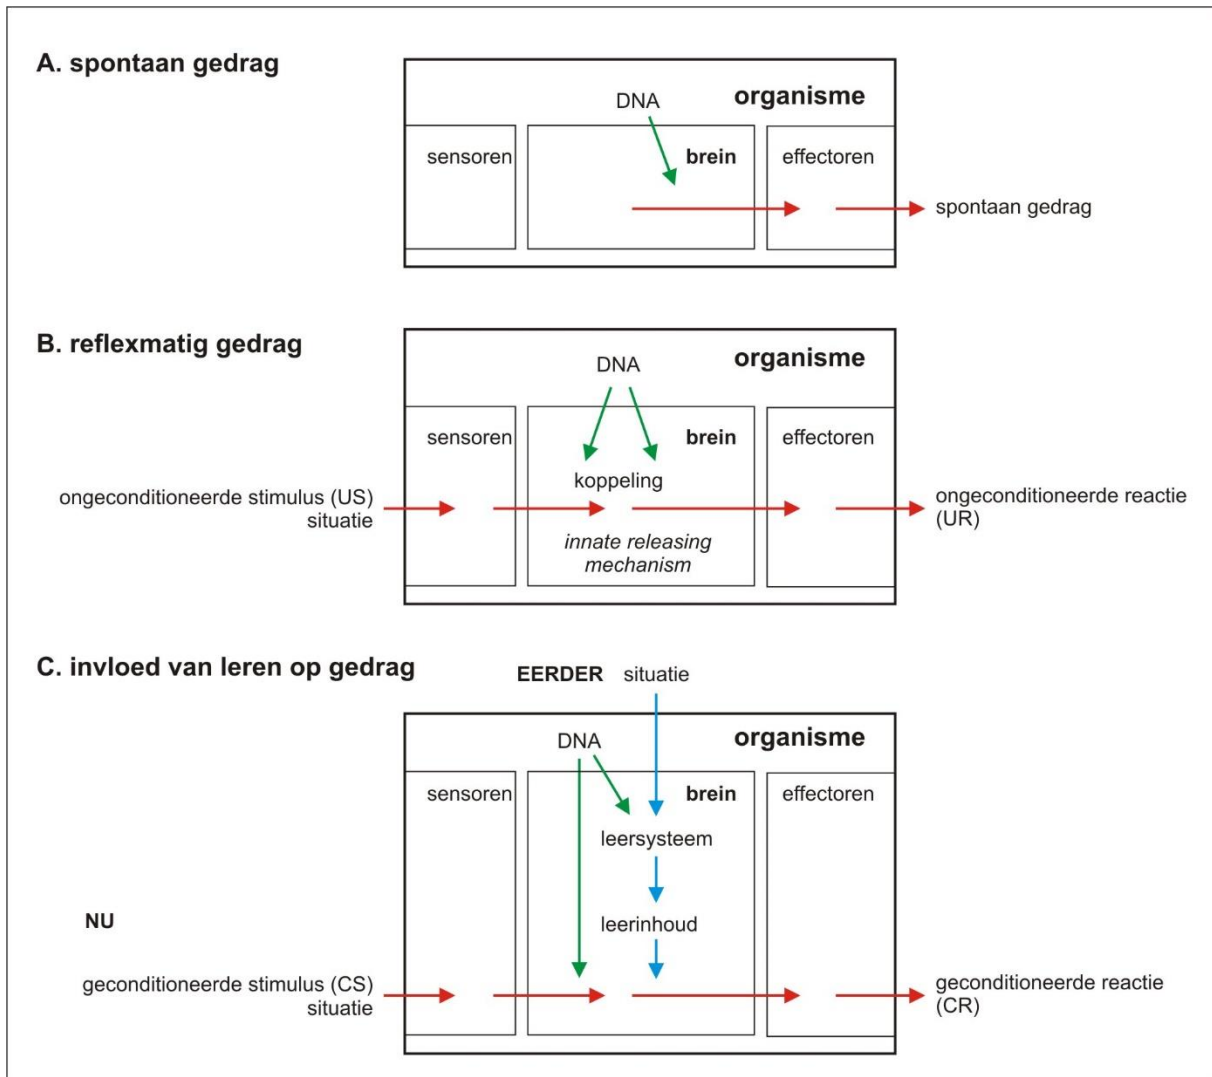 A. spontaan gedrag
organisme
DNA
sensoren
brein
effectoren
spontaan gedrag
B. reflexmatig gedrag
organisme
DNA
sensoren
brein
effectoren
koppeling
ongeconditioneerde stimulus (US)
situatie
ongeconditioneerde reactie
(UR)
innate releasing
mechanism
C. invloed van leren op gedrag
EERDER situatie
organisme
DNA
sensoren
brein
effectoren
leersysteem
leerinhoud
NU
geconditioneerde stimulus (CS)
situatie
geconditioneerde reactie
(CR)